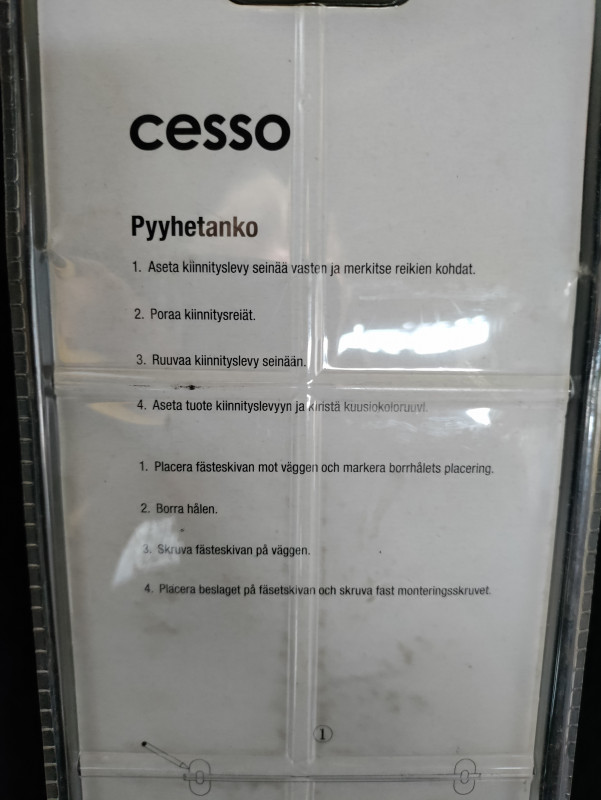 cesso
Pyyhetanko
1. Aseta kiinnityslevy seinää vasten ja merkitse reikien kohdat.
2. Poraa kiinnitysreiät.
3. Ruuvaa kiinnityslevy seinään.
4. Aseta tuote kiinnityslevyyn ja kiristä kuusiokoloruuvi.
1. Placera fästeskivan mot väggen och markera borrhålets placering.
2. Borra hålen.
3. Skruva fästeskivan på väggen.
4. Placera beslaget på fäsetskivan och skruva fast monteringsskruvet.
1